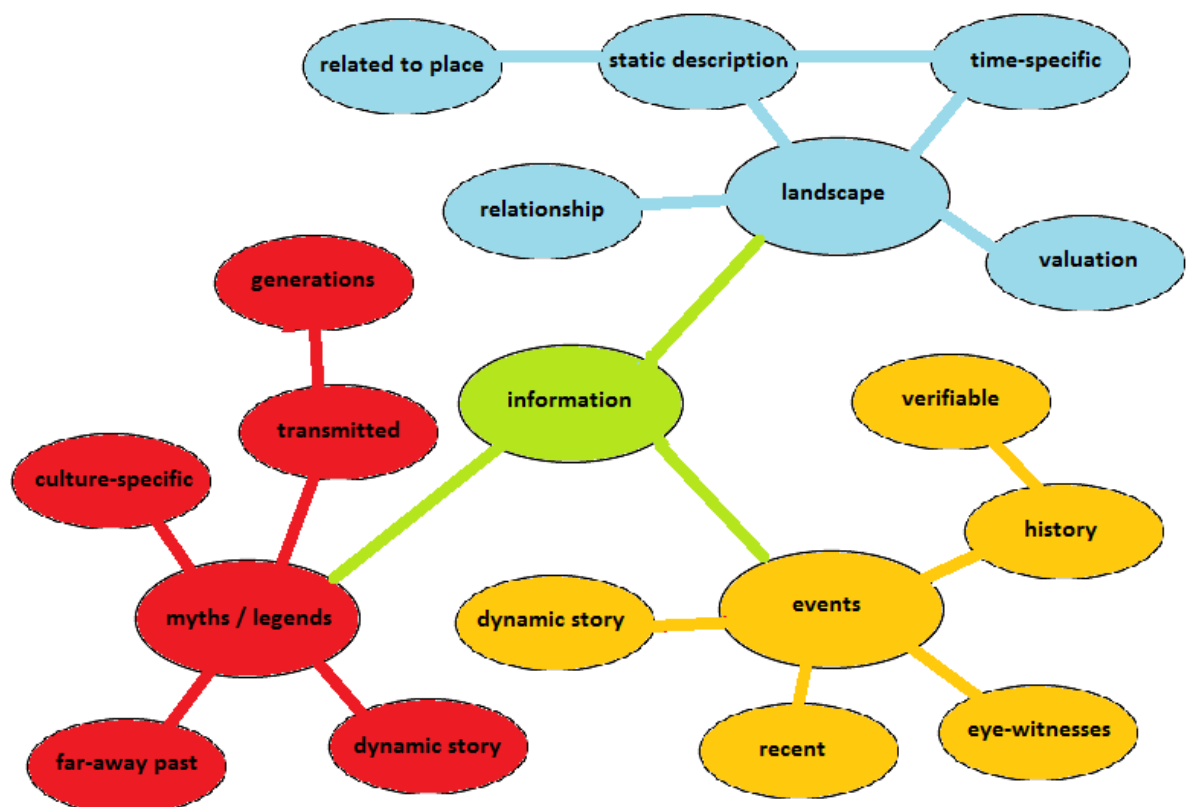 related to place
static description
time-specific
landscape
relationship
valuation
generations
information
verifiable
transmitted
culture-specific
history
myths / legends
dynamic story
events
far-away past
dynamic story
recent
eye-witnesses